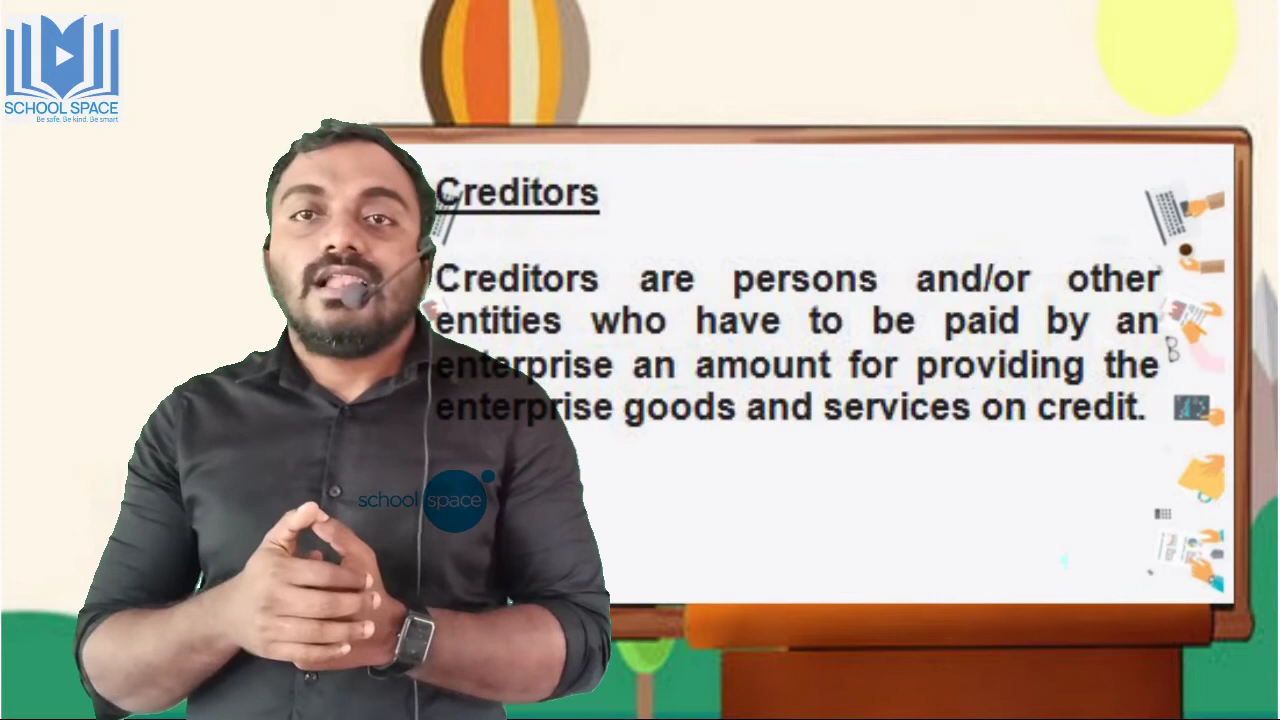 SCHOOL SPACE
Be safe. Be kind. Be smart
Creditors
Creditors are persons and/or other
entities who have to be paid by an
enterprise an amount for providing the
enterprise goods and services on credit.
B
school space